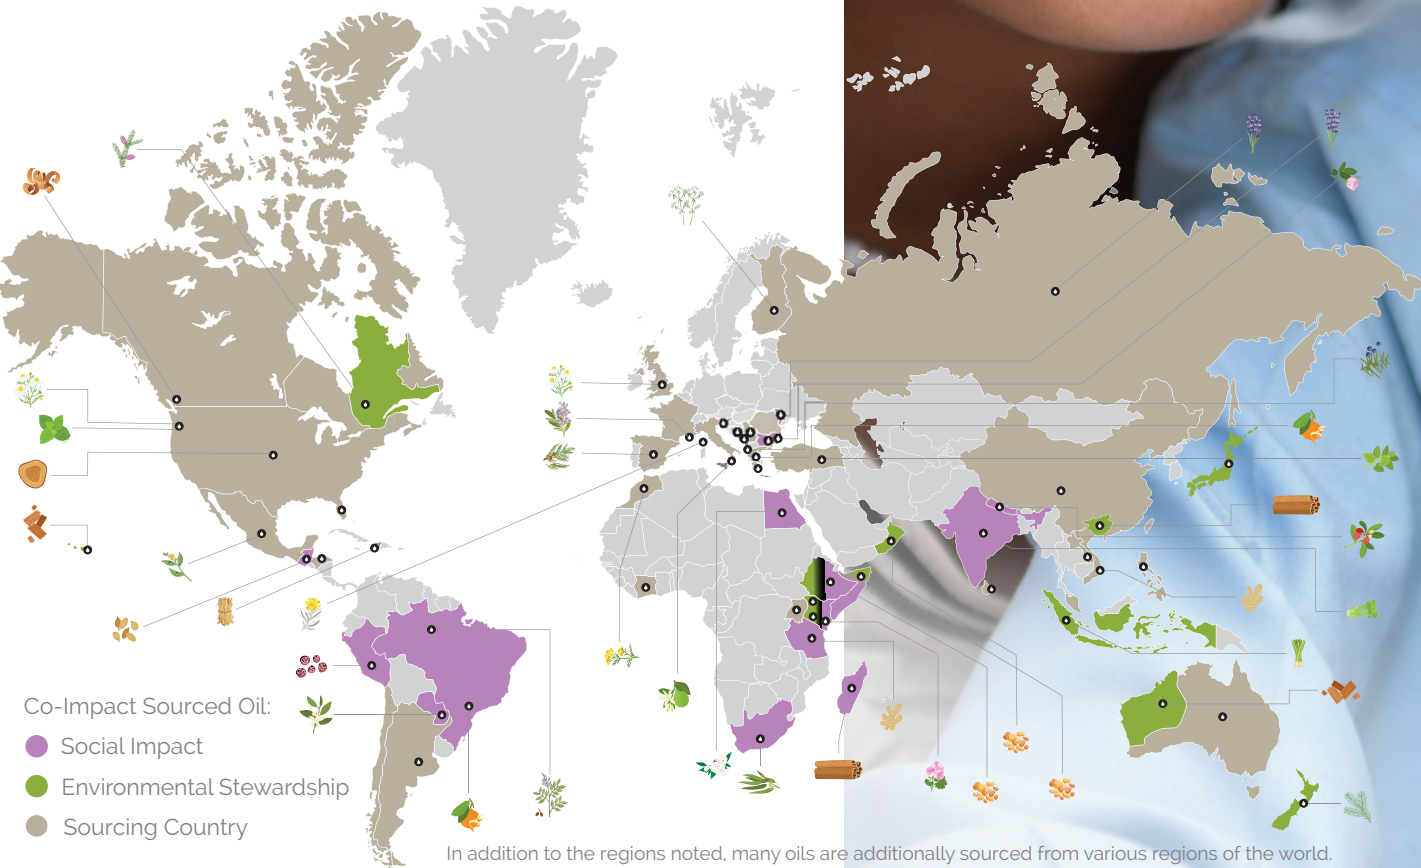 Co-Impact Sourced Oil:
Social Impact
Environmental Stewardship
Sourcing Country
In addition to the regions noted, many oils are additionally sourced from various regions of the world.